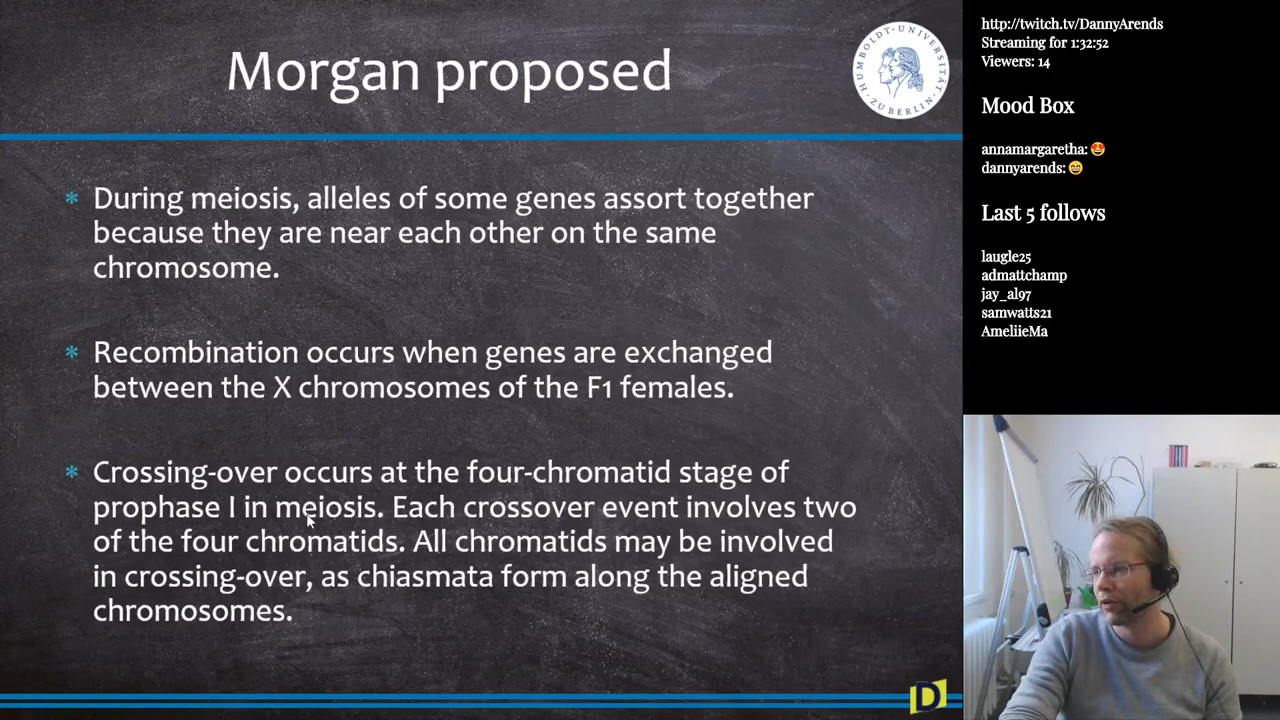 Morgan proposed
HUMBOLDT-UNIVERSITÄT
ZU BERLIN
* During meiosis, alleles of some genes assort together
because they are near each other on the same
chromosome.
* Recombination occurs when genes are exchanged
between the X chromosomes of the F1 females.
* Crossing-over occurs at the four-chromatid stage of
prophase I in meiosis. Each crossover event involves two
of the four chromatids. All chromatids may be involved
in crossing-over, as chiasmata form along the aligned
chromosomes.
D
http://twitch.tv/DannyArends
Streaming for 1:32:52
Viewers: 14
Mood Box
annamargaretha: 😍
dannyarends: 😄
Last 5 follows
laugle25
admattchamp
jay_al97
samwatts21
AmeliieMa